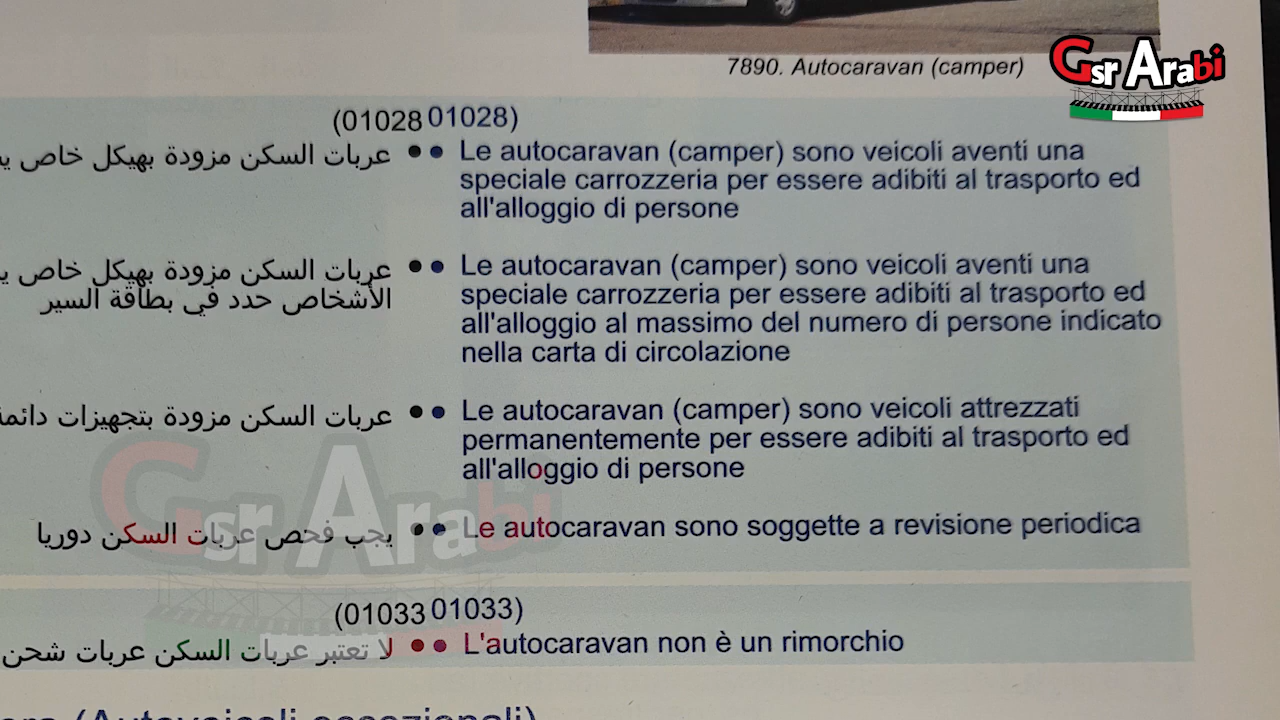 7890. Autocaravan (camper)
Gsr Arabi
(01028 01028)
Le autocaravan (camper) sono veicoli aventi una
speciale carrozzeria per essere adibiti al trasporto ed
all'alloggio di persone
عربات السكن مزودة بهيكل خاص
Le autocaravan (camper) sono veicoli aventi una
speciale carrozzeria per essere adibiti al trasporto ed
all'alloggio al massimo del numero di persone indicato
nella carta di circolazione
عربات السكن مزودة بهيكل خاص
الأشخاص حدد في بطاقة السير
Le autocaravan (camper) sono veicoli attrezzati
permanentemente per essere adibiti al trasporto ed
all'alloggio di persone
عربات السكن مزودة بتجهيزات دائمة
Gsr Arabi
Le autocaravan sono soggette a revisione periodica
يجب فحص عربات السكن دوريا
(01033 01033)
L'autocaravan non è un rimorchio
لا تعتبر عربات السكن عربات شحن
(Autoveicoli eccezionali)